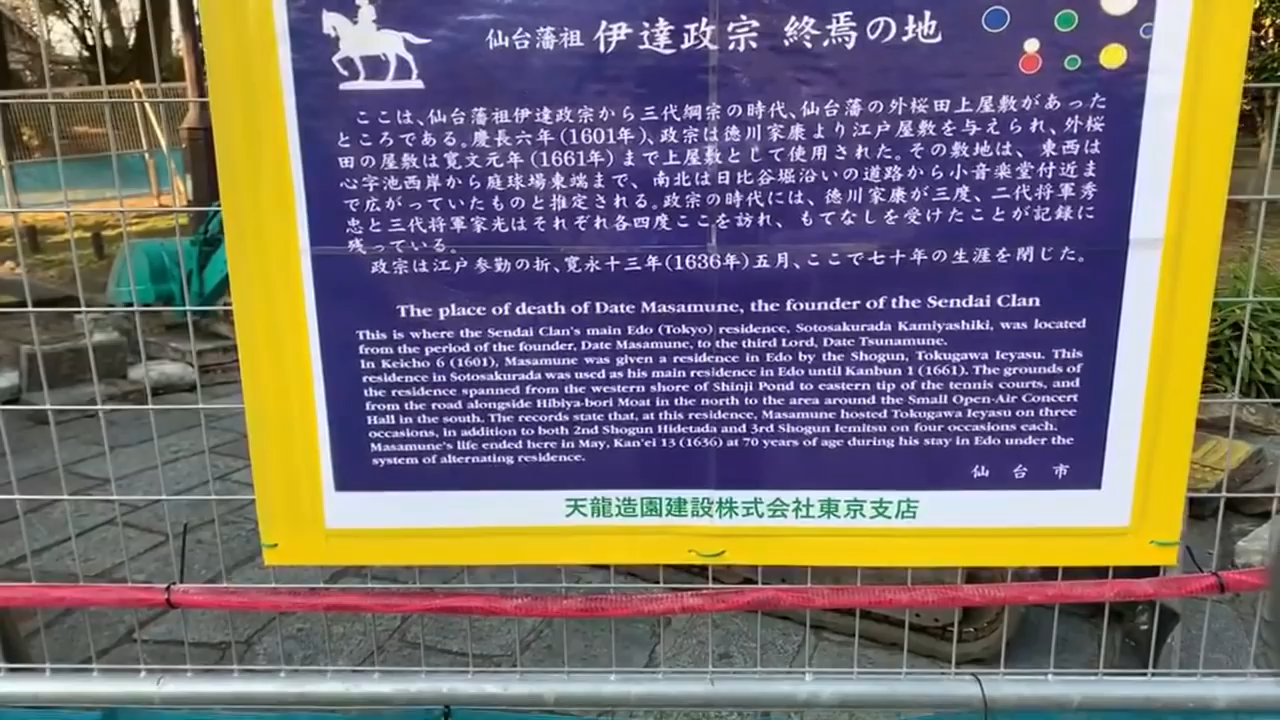 仙台藩祖 伊達政宗 終焉の地
ここは、仙台藩祖伊達政宗から三代綱宗の時代、仙台藩の外桜田上屋敷があった
ところである。慶長六年(1601年)、政宗は徳川家康より江戸屋敷を与えられ、外桜
田の屋敷は寛文元年(1661年)まで上屋敷として使用された。その敷地は、東西は
心字池西岸から庭球場東端まで、南北は日比谷堀沿いの道路から小音楽堂付近ま
で広がっていたものと推定される。政宗の時代には、徳川家康が三度、二代将軍秀
忠と三代将軍家光はそれぞれ各四度ここを訪れ、もてなしを受けたことが記録に
残っている。
政宗は江戸参勤の折、寛永十三年(1636年)五月、ここで七十年の生涯を閉じた。
The place of death of Date Masamune, the founder of the Sendai Clan
This is where the Sendai Clan's main Edo (Tokyo) residence, Sotosakurada Kamiyashiki, was located
from the period of the founder, Date Masamune, to the third Lord, Date Tsunamune.
In Keicho 6 (1601), Masamune was given a residence in Edo by the Shogun, Tokugawa Ieyasu. This
residence in Sotosakurada was used as his main residence in Edo until Kanbun 1 (1661). The grounds of
the residence spanned from the western shore of Shinji Pond to eastern tip of the tennis courts, and
from the road alongside Hibiya-bori Moat in the north to the area around the Small Open-Air Concert
Hall in the south. The records state that, at this residence, Masamune hosted Tokugawa Ieyasu on three
occasions, in addition to both 2nd Shogun Hidetada and 3rd Shogun Iemitsu on four occasions each.
Masamune's life ended here in May, Kan'ei 13 (1636) at 70 years of age during his stay in Edo under the
system of alternating residence.
仙台市
天龍造園建設株式会社東京支店